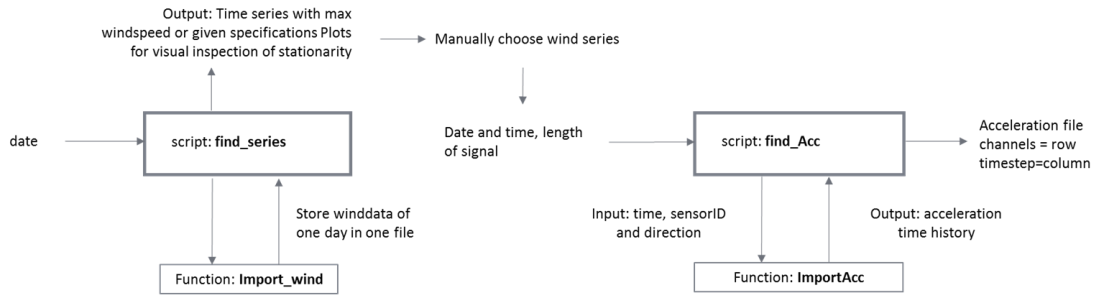 Output: Time series with max
windspeed or given specifications Plots
for visual inspection of stationarity
Manually choose wind series
date
script: find_series
Date and time, length
of signal
script: find_Acc
Acceleration file
channels = row
timestep=column
Store winddata of
one day in one file
Input: time, sensorID
and direction
Output: acceleration
time history
Function: Import_wind
Function: ImportAcc